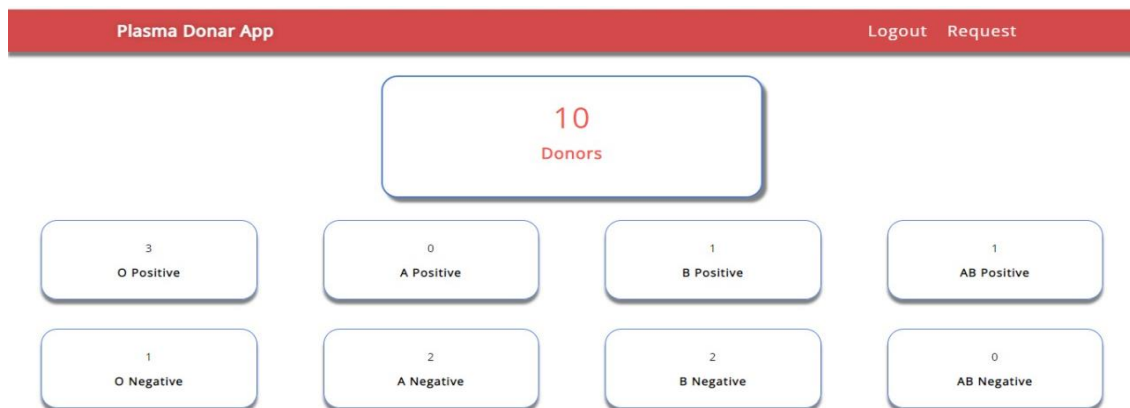 Plasma Donar App Logout Request
10
Donors
3 0 1 1
O Positive A Positive B Positive AB Positive
1 2 2 0
O Negative A Negative B Negative AB Negative